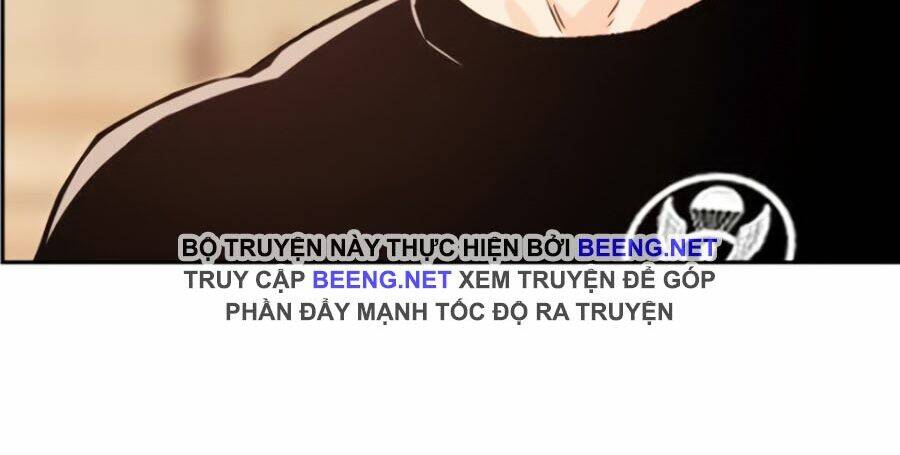 BỘ TRUYỆN NÀY THỰC HIỆN BỞI BEENG.NET
TRUY CẬP BEENG.NET XEM TRUYỆN ĐỂ GÓP
PHẦN ĐẨY MẠNH TỐC ĐỘ RA TRUYỆN